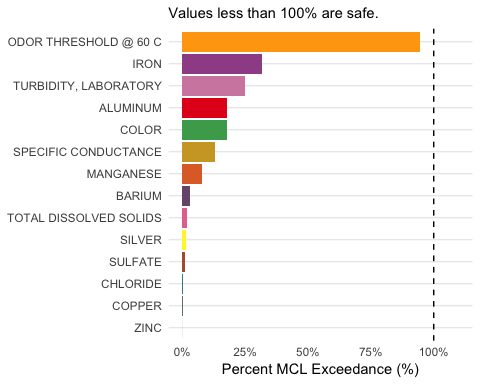 Values less than 100% are safe.
ODOR THRESHOLD @ 60 C
IRON
TURBIDITY, LABORATORY
ALUMINUM
COLOR
SPECIFIC CONDUCTANCE
MANGANESE
BARIUM
TOTAL DISSOLVED SOLIDS
SILVER
SULFATE
CHLORIDE
COPPER
ZINC
0% 25% 50% 75% 100%
Percent MCL Exceedance (%)